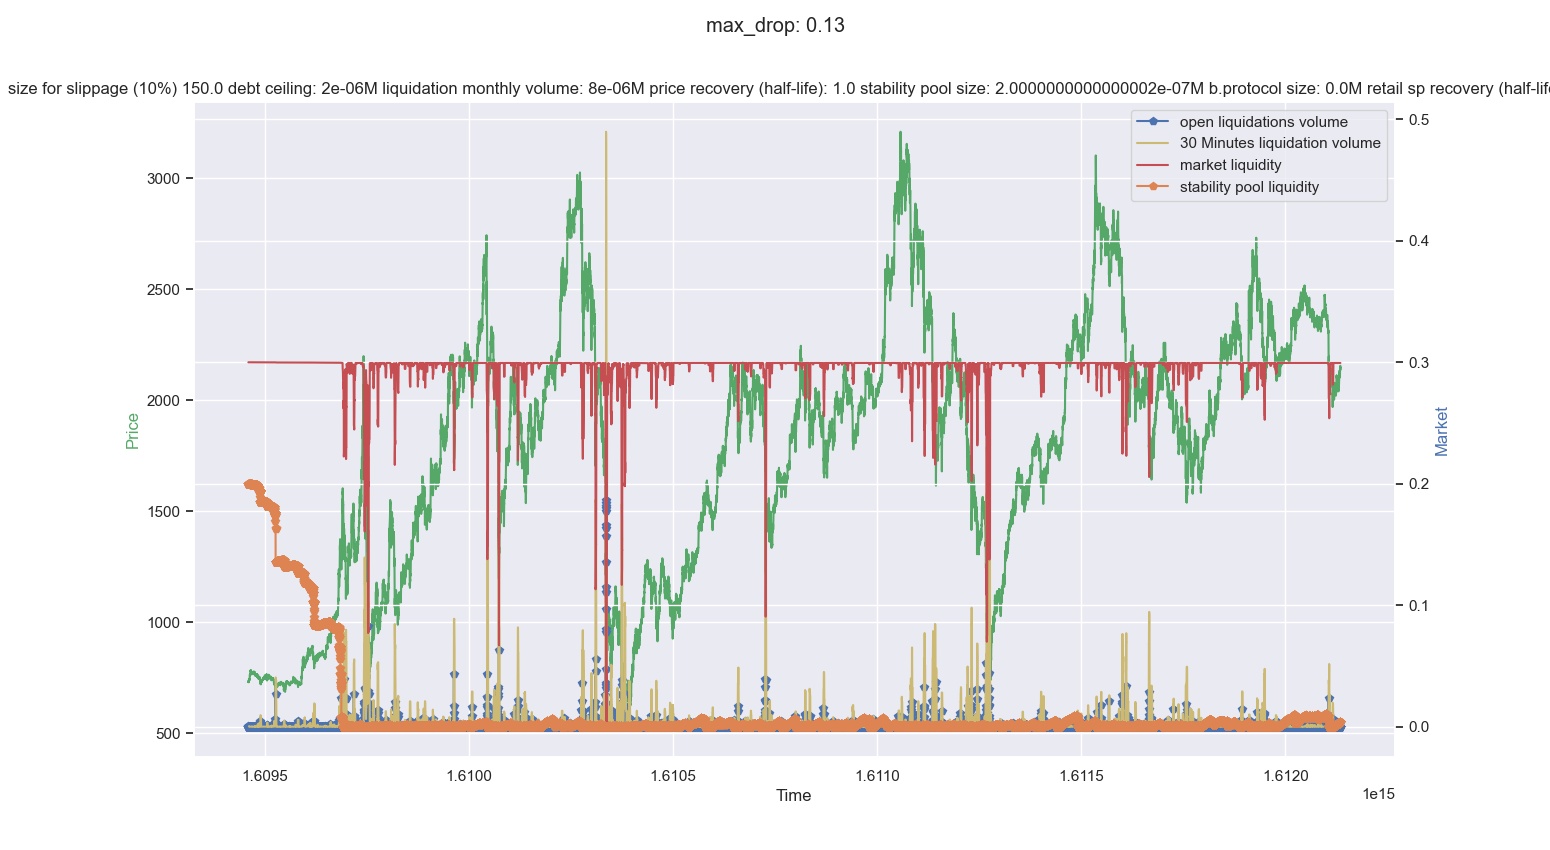 max_drop: 0.13
size for slippage (10%) 150.0 debt ceiling: 2e-06M liquidation monthly volume: 8e-06M price recovery (half-life): 1.0 stability pool size: 2.0000000000000002e-07M b.protocol size: 0.0M retail sp recovery (half-life
open liquidations volume
30 Minutes liquidation volume
market liquidity
stability pool liquidity
3000
2500
2000
1500
1000
500
Price
0.5
0.4
0.3
0.2
0.1
0.0
Market
1.6095 1.6100 1.6105 1.6110 1.6115 1.6120
Time
1e15